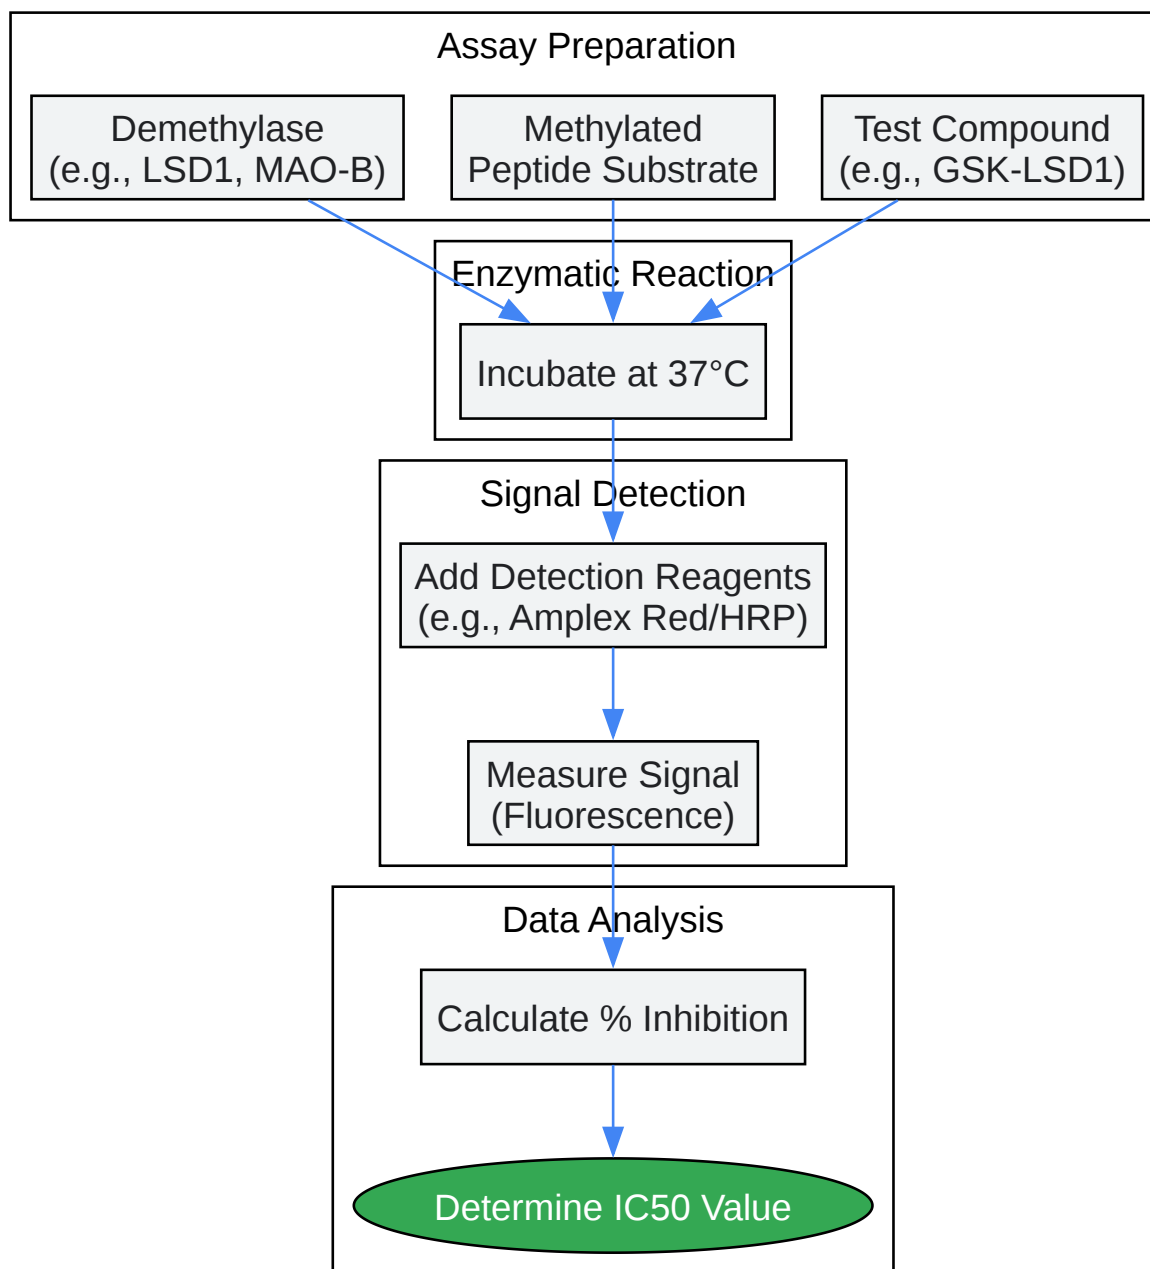 Assay Preparation
Demethylase
(e.g., LSD1, MAO-B)
Methylated
Peptide Substrate
Test Compound
(e.g., GSK-LSD1)
Enzymatic Reaction
Incubate at 37°C
Signal Detection
Add Detection Reagents
(e.g., Amplex Red/HRP)
Measure Signal
(Fluorescence)
Data Analysis
Calculate % Inhibition
Determine IC50 Value